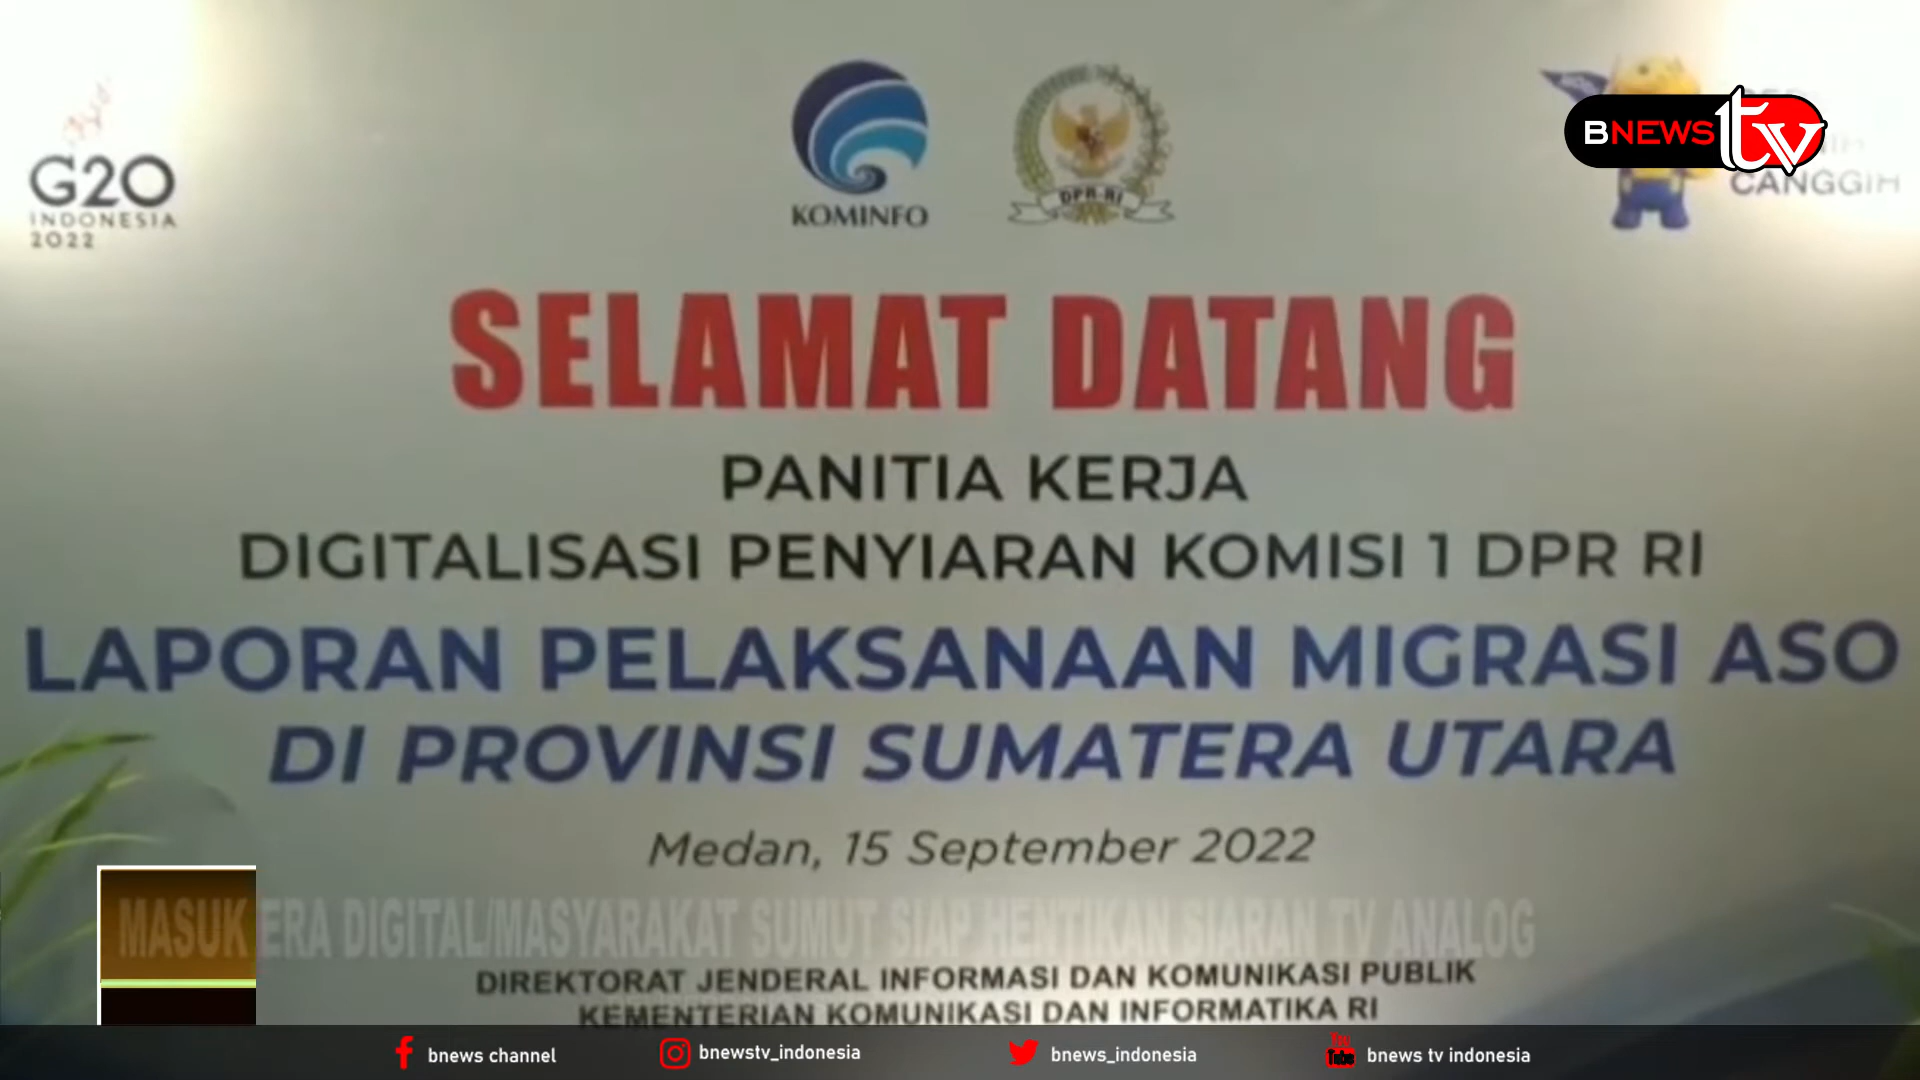 G20
INDONESIA
2022
KOMINFO
DPR-RI
BNEWS tv
CANGGIH
SELAMAT DATANG
PANITIA KERJA
DIGITALISASI PENYIARAN KOMISI 1 DPR RI
LAPORAN PELAKSANAAN MIGRASI ASO
DI PROVINSI SUMATERA UTARA
Medan, 15 September 2022
MASUK ERA DIGITAL/MASYARAKAT SUMUT SIAP HENTIKAN SIARAN TV ANALOG
DIREKTORAT JENDERAL INFORMASI DAN KOMUNIKASI PUBLIK
KEMENTERIAN KOMUNIKASI DAN INFORMATIKA RI
bnews channel
bnewstv_indonesia
bnews_indonesia
You Tube
bnews tv indonesia